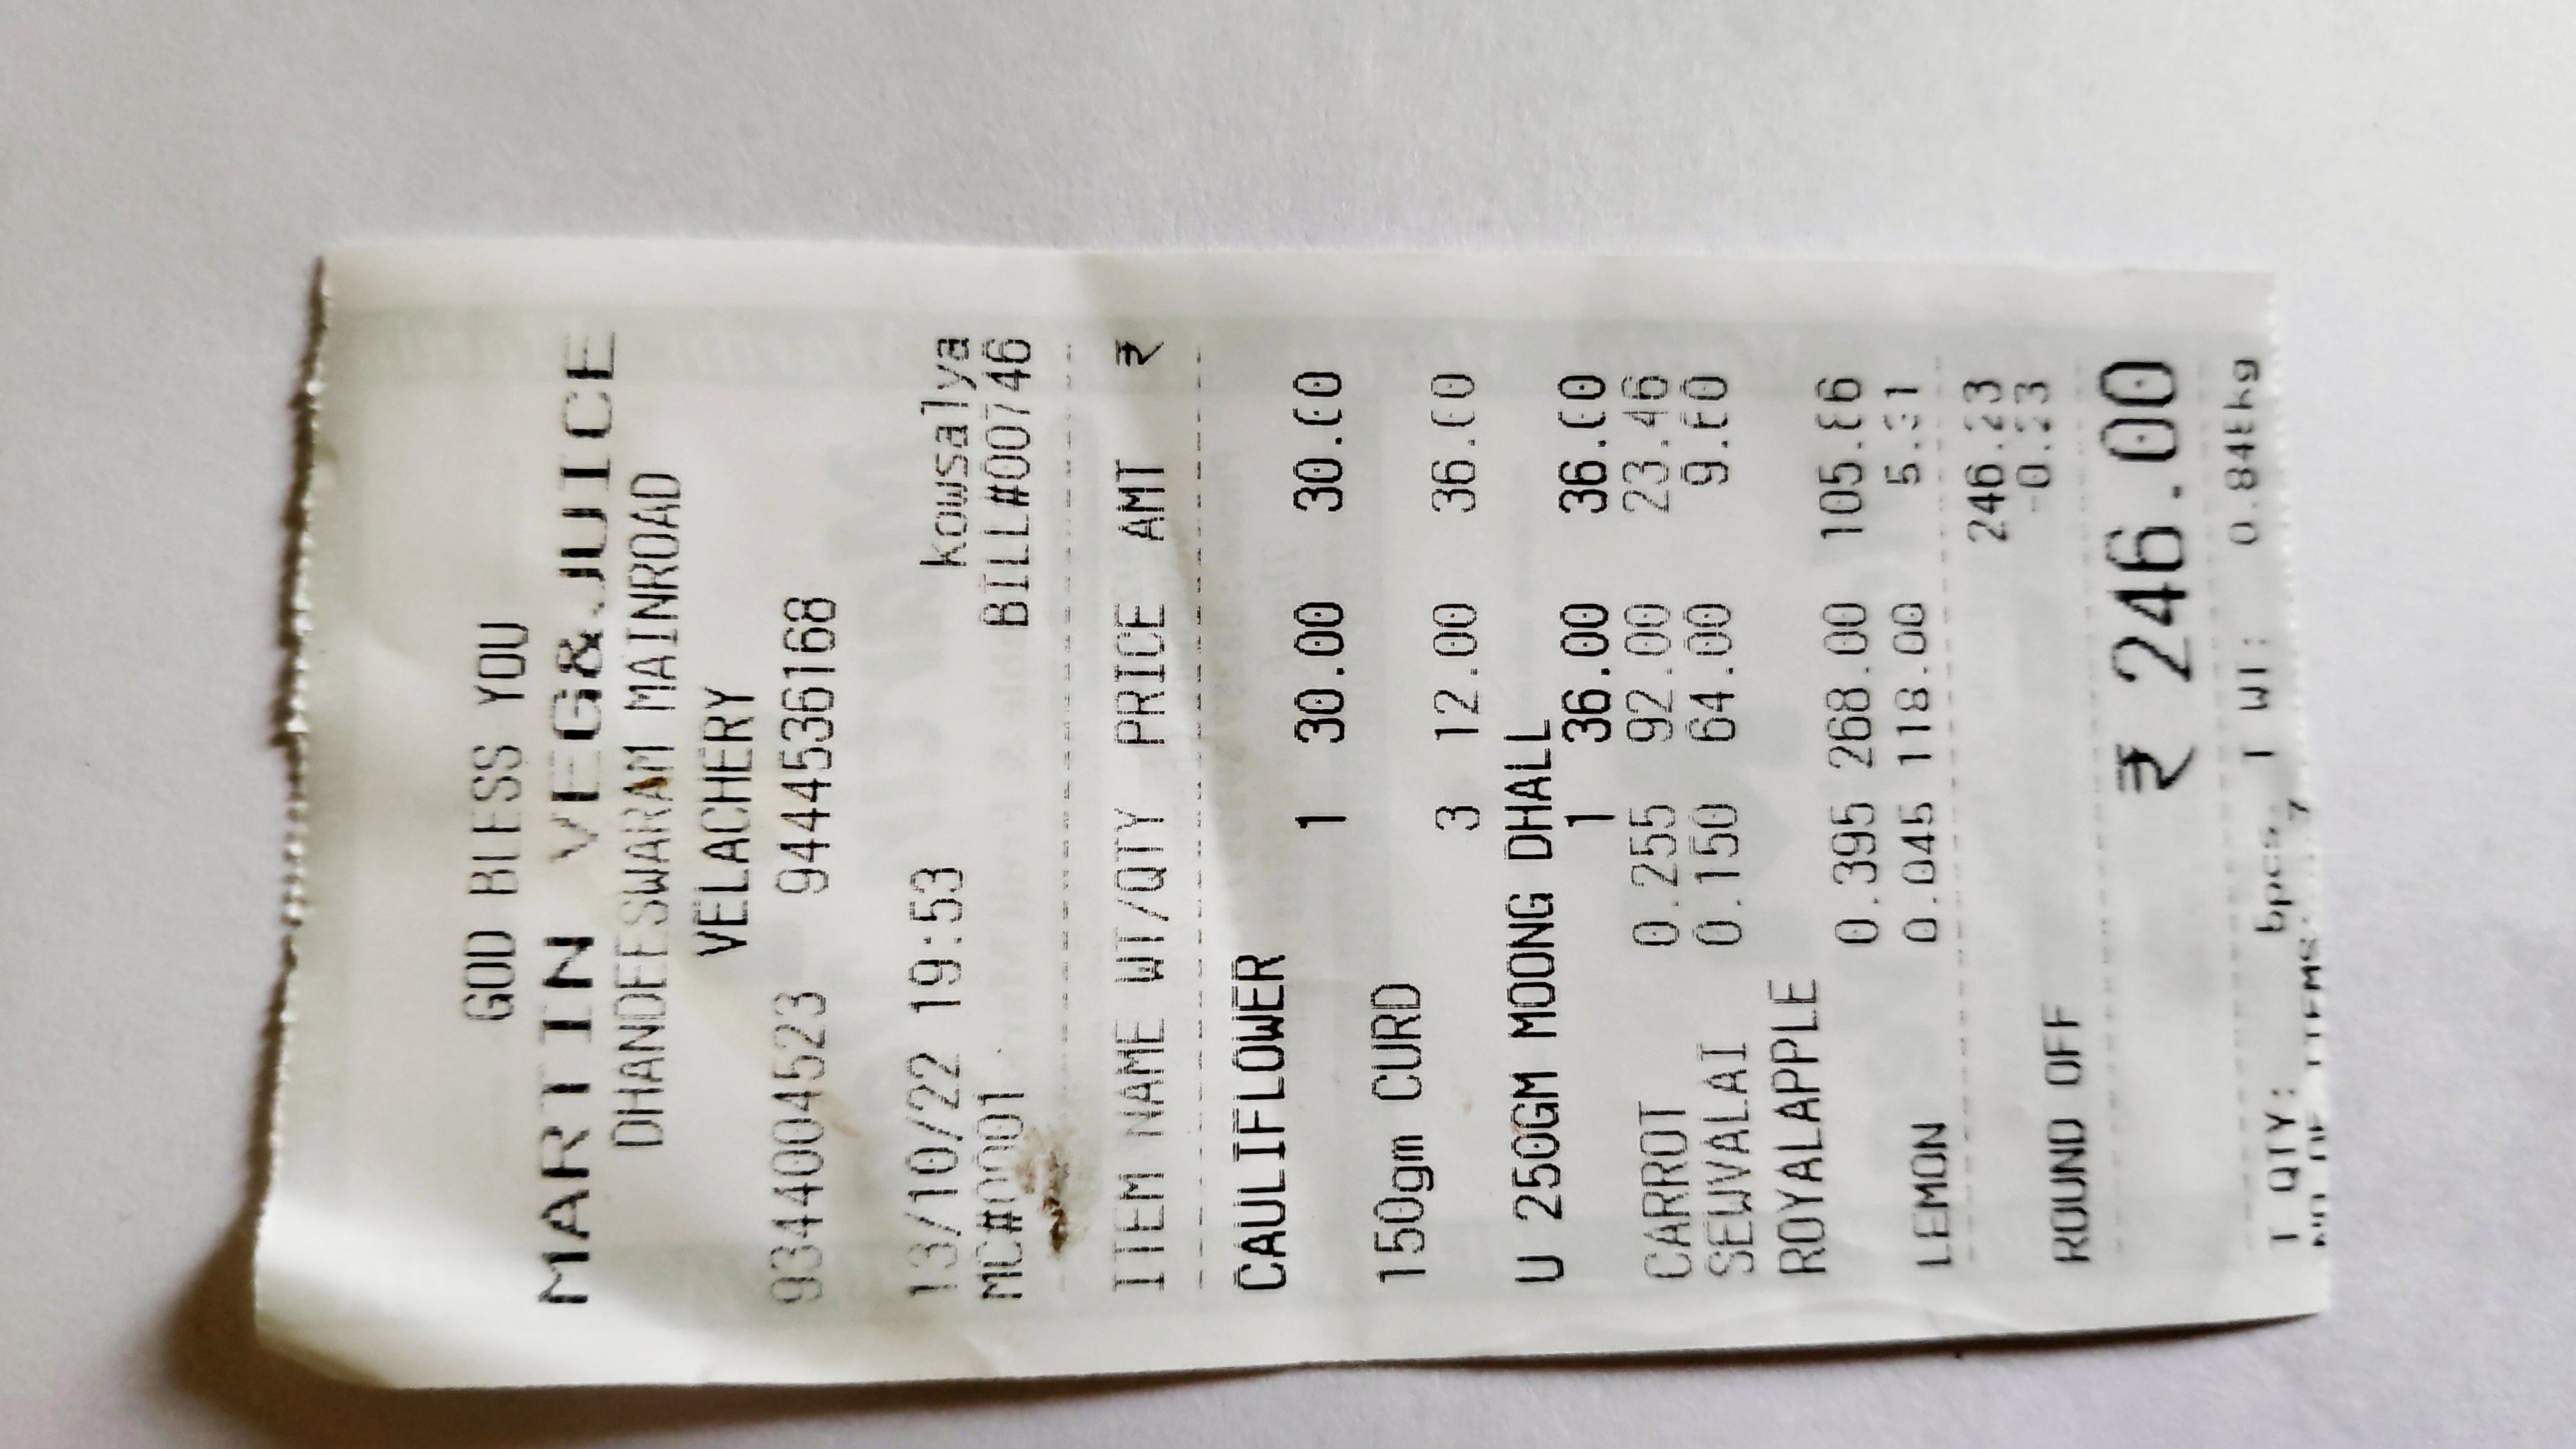 GOD BLESS YOU
MARTIN VEG&JUICE
DHANDEESWARAM MAINROAD
VELACHERY
9344004523 9444536168
13/10/22 19:53 kowsalya
MC#0001 BILL#00746
ITEM NAME WT/QTY PRICE AMT ₹
CAULIFLOWER
1 30.00 30.00
150gm CURD
3 12.00 36.00
U 250GM MOONG DHALL
1 36.00 36.00
CARROT 0.255 92.00 23.46
SEWVALAI 0.150 64.00 9.60
ROYALAPPLE
0.395 268.00 105.86
LEMON 0.045 118.00 5.31
246.23
ROUND OFF -0.23
₹ 246.00
T QTY: T WT: 0.845kg
NO OF ITEMS: 7